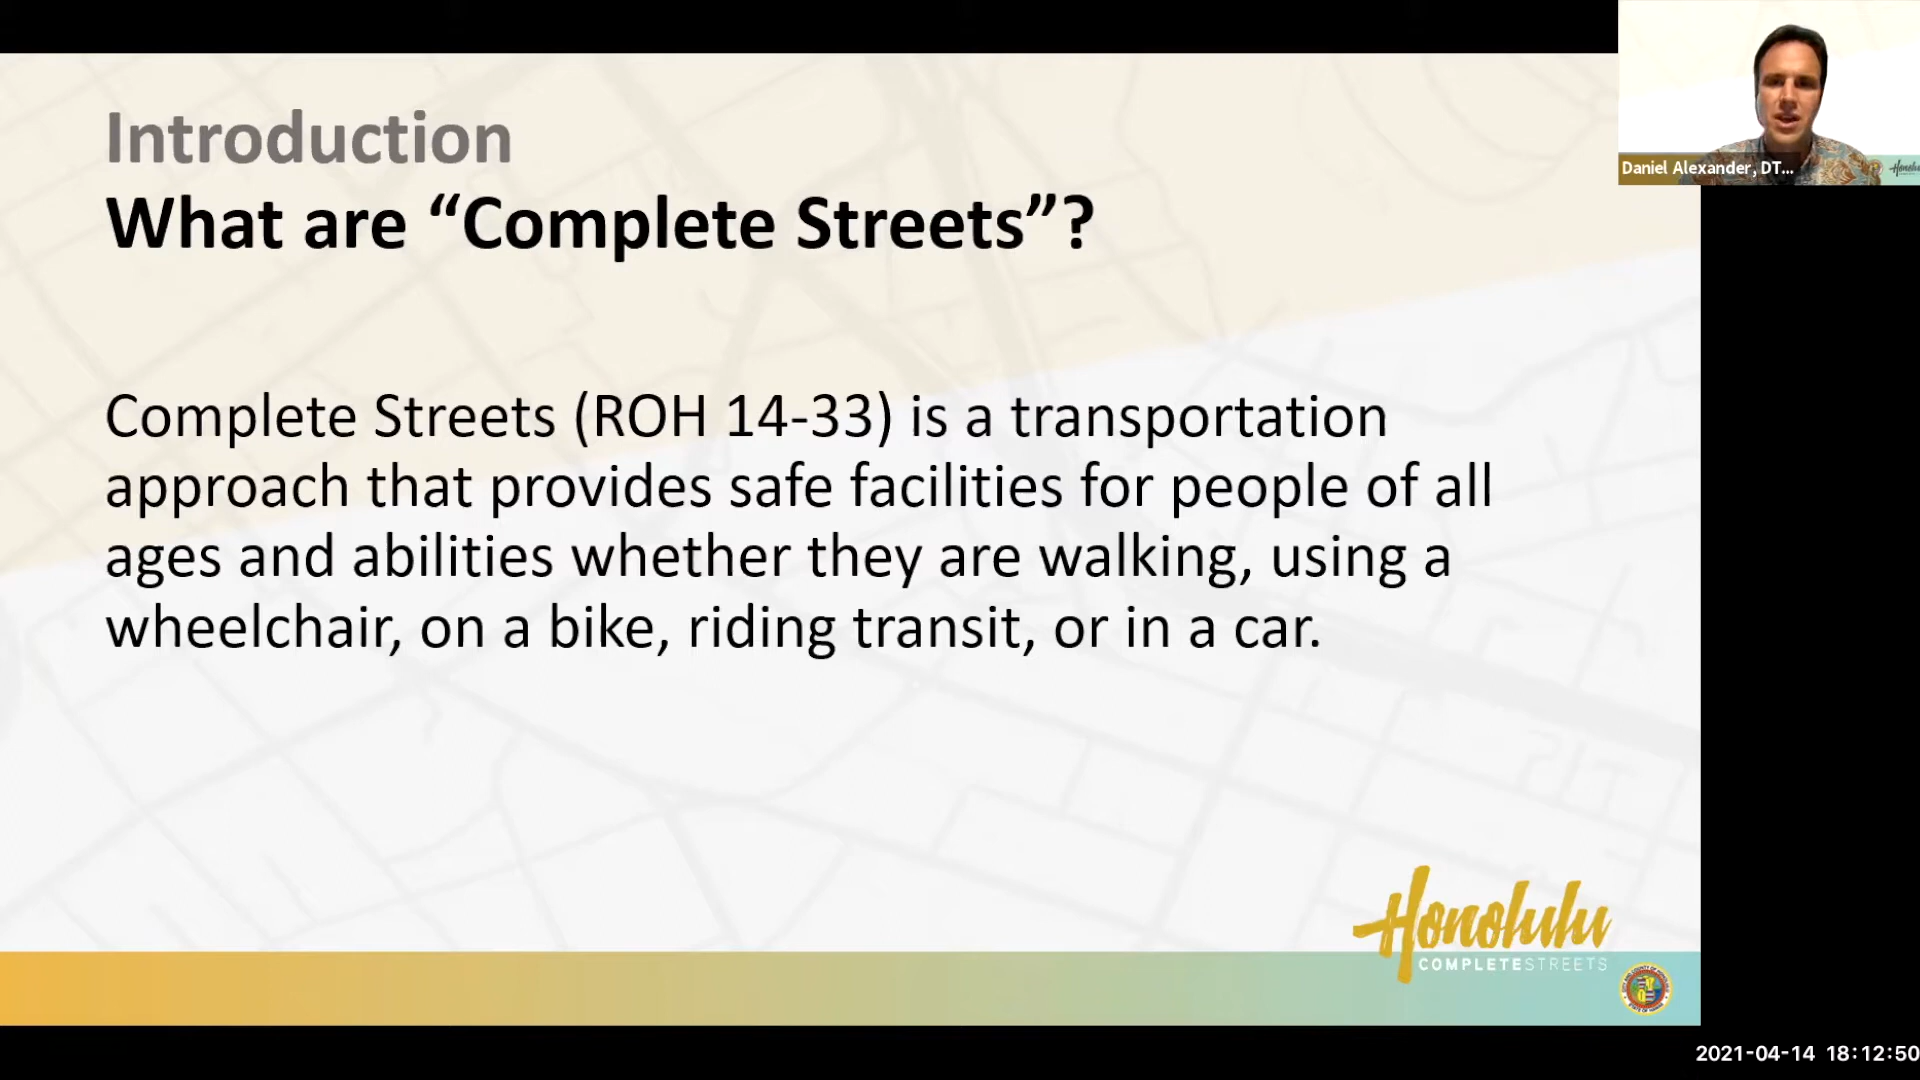 Introduction
What are “Complete Streets”?
Complete Streets (ROH 14-33) is a transportation
approach that provides safe facilities for people of all
ages and abilities whether they are walking, using a
wheelchair, on a bike, riding transit, or in a car.
Daniel Alexander, DT...
Honolulu
COMPLETESTREETS
2021-04-14 18:12:50